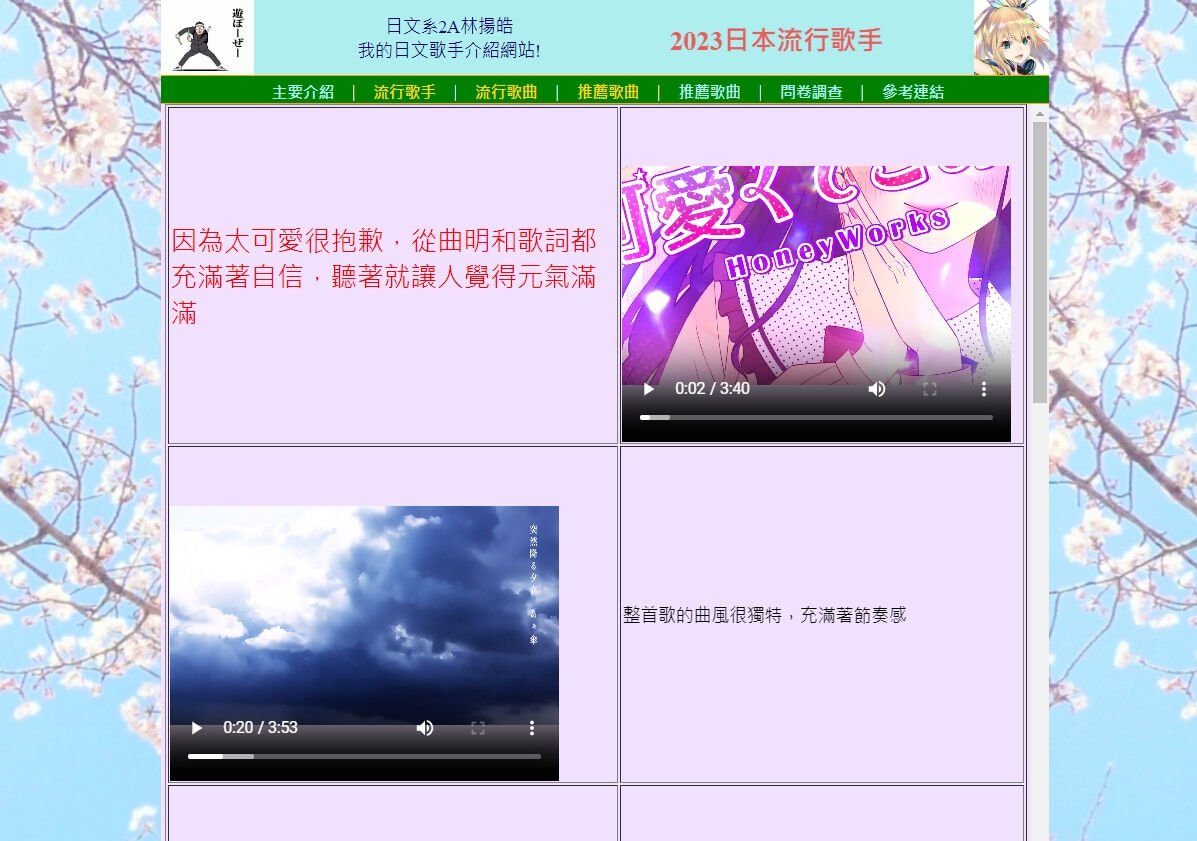 遊ぼーぜー
日文系2A林揚皓
我的日文歌手介紹網站!
2023日本流行歌手
主要介紹 | 流行歌手 | 流行歌曲 | 推薦歌曲 | 推薦歌曲 | 問卷調查 | 參考連結
因為太可愛很抱歉，從曲明和歌詞都
充滿著自信，聽著就讓人覺得元氣滿
滿
可愛くてごめん
HoneyWorks
0:02 / 3:40
突然降る夕立 あぁ傘
0:20 / 3:53
整首歌的曲風很獨特，充滿著節奏感